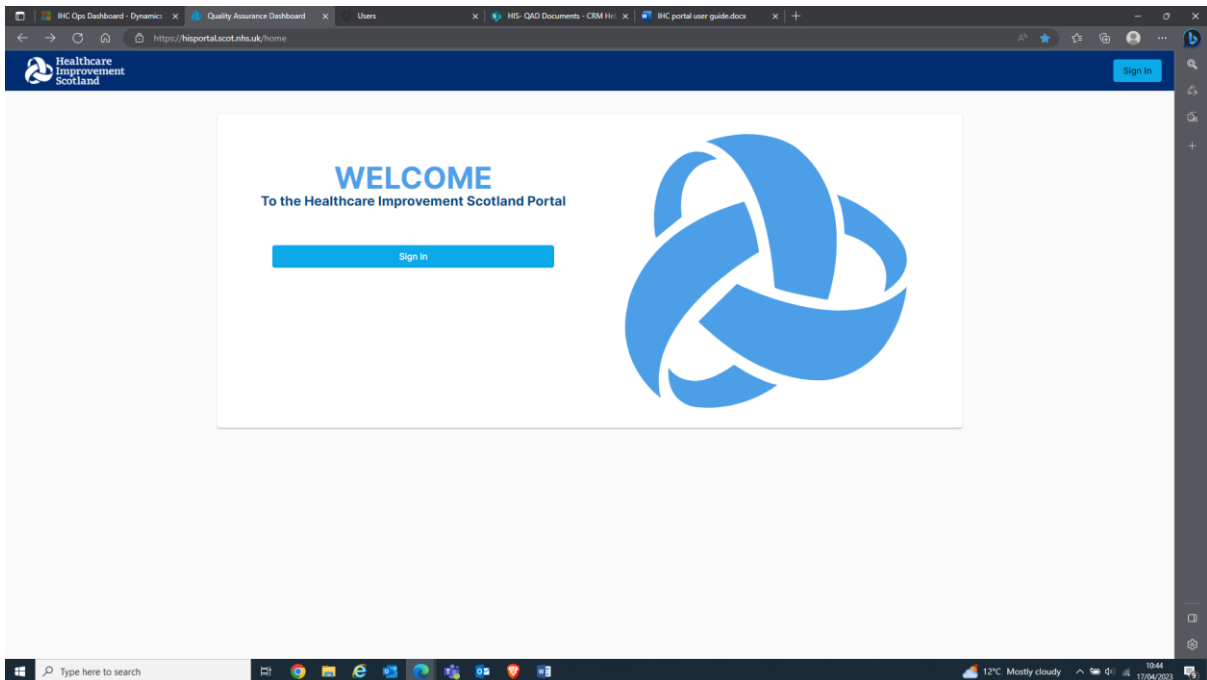 IHC Ops Dashboard - Dynamics
Quality Assurance Dashboard
Users
HIS- QAD Documents - CRM Hel
IHC portal user guide.docx
https://hisportal.scot.nhs.uk/home
Healthcare
Improvement
Scotland
Sign In
WELCOME
To the Healthcare Improvement Scotland Portal
Sign In
Type here to search
12°C Mostly cloudy
10:44
17/04/2023